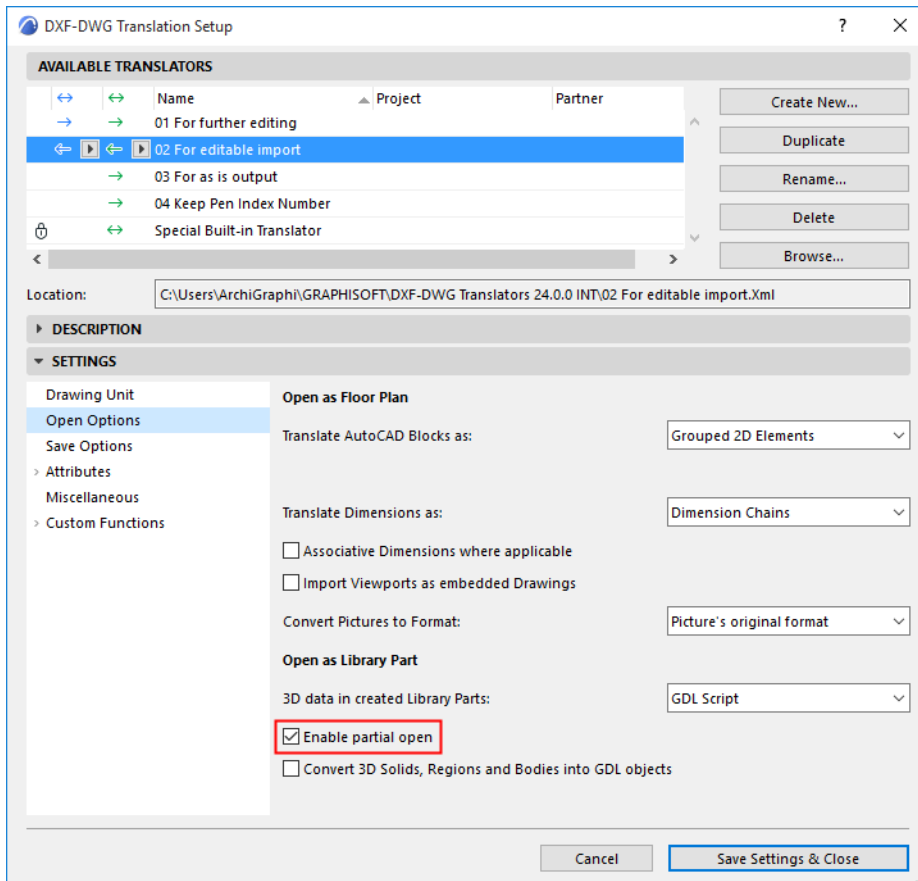 DXF-DWG Translation Setup
AVAILABLE TRANSLATORS
Name Project Partner
01 For further editing
02 For editable import
03 For as is output
04 Keep Pen Index Number
Special Built-in Translator
Create New...
Duplicate
Rename...
Delete
Browse...
Location: C:\Users\ArchiGraphi\GRAPHISOFT\DXF-DWG Translators 24.0.0 INT\02 For editable import.Xml
DESCRIPTION
SETTINGS
Drawing Unit
Open Options
Save Options
Attributes
Miscellaneous
Custom Functions
Open as Floor Plan
Translate AutoCAD Blocks as: Grouped 2D Elements
Translate Dimensions as: Dimension Chains
Associative Dimensions where applicable
Import Viewports as embedded Drawings
Convert Pictures to Format: Picture's original format
Open as Library Part
3D data in created Library Parts: GDL Script
Enable partial open
Convert 3D Solids, Regions and Bodies into GDL objects
Cancel Save Settings & Close